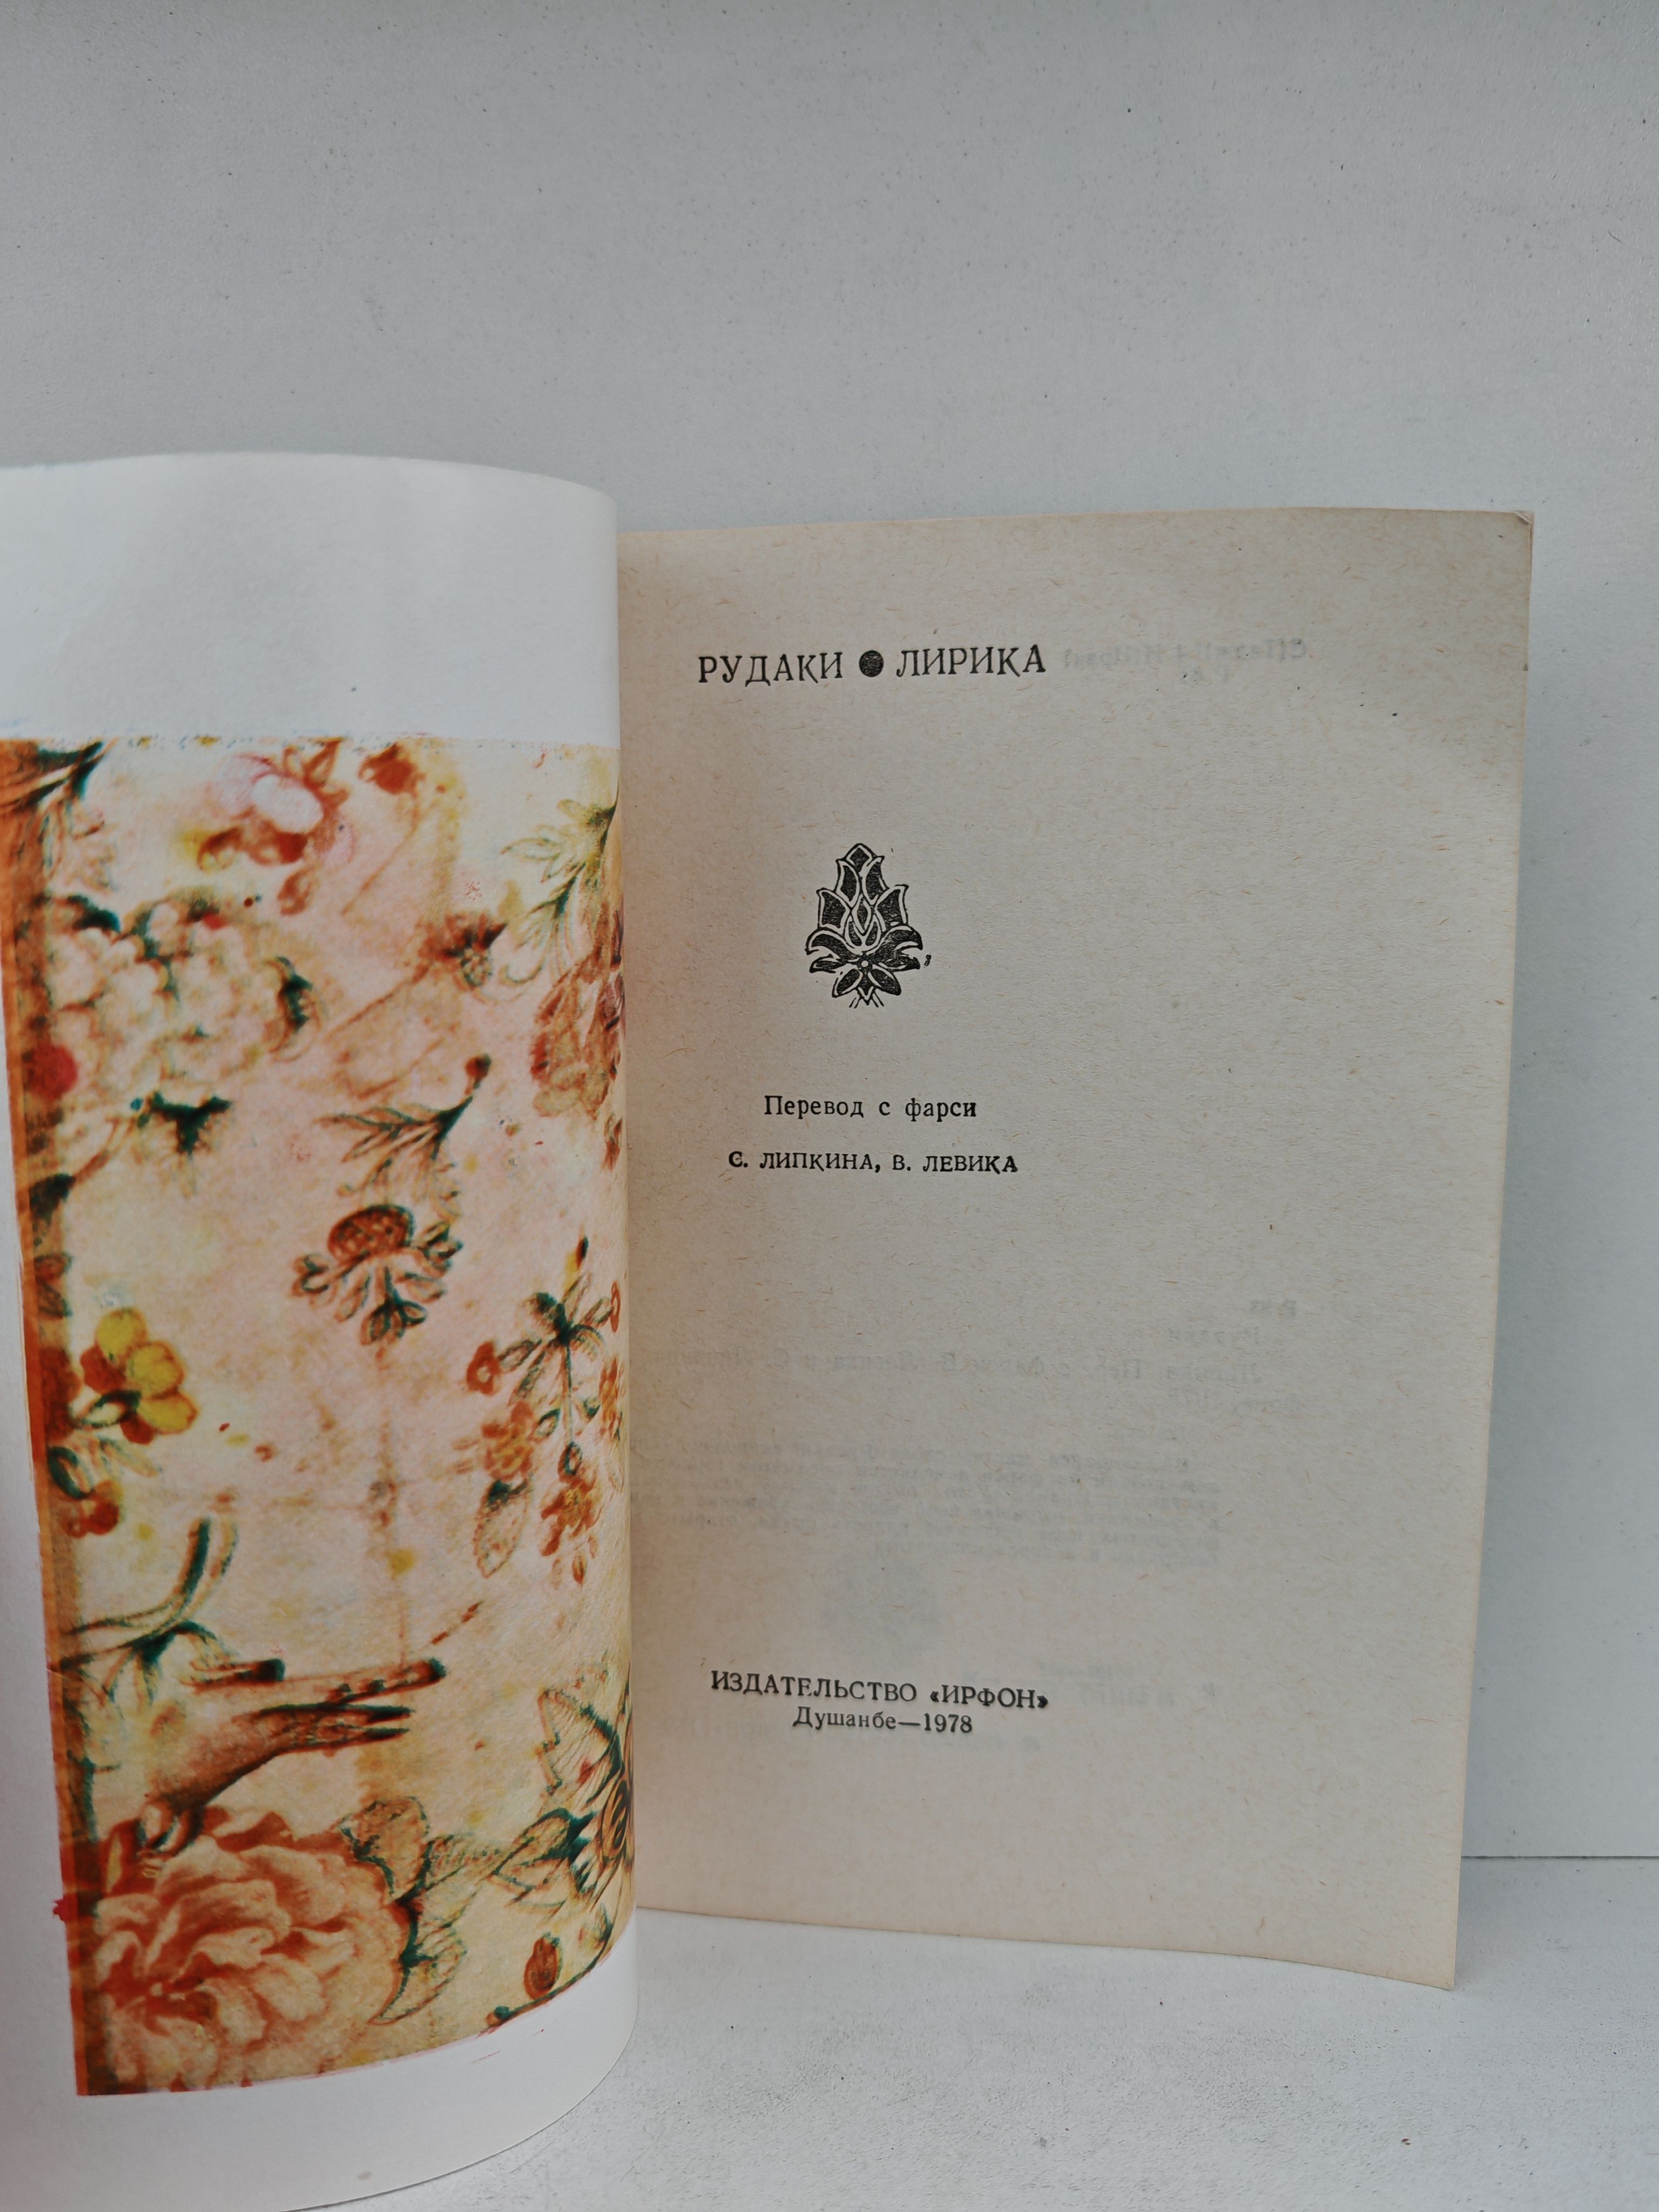 РУДАКИ ● ЛИРИКА
Перевод с фарси
С. ЛИПКИНА, В. ЛЕВИКА
ИЗДАТЕЛЬСТВО «ИРФОН»
Душанбе—1978